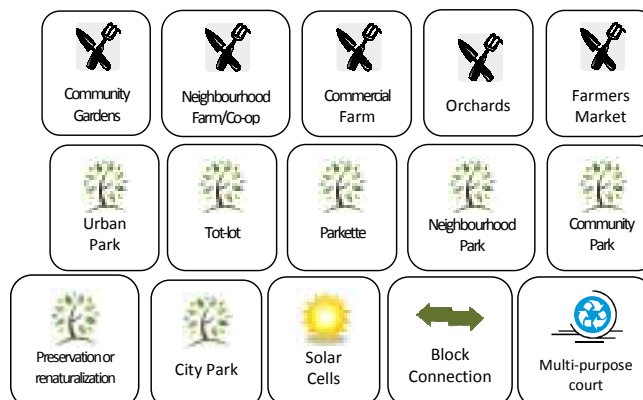 Community
Gardens
Neighbourhood
Farm/Co-op
Commercial
Farm
Orchards
Farmers
Market
Urban
Park
Tot-lot
Parkette
Neighbourhood
Park
Community
Park
Preservation or
renaturalization
City Park
Solar
Cells
Block
Connection
Multi-purpose
court